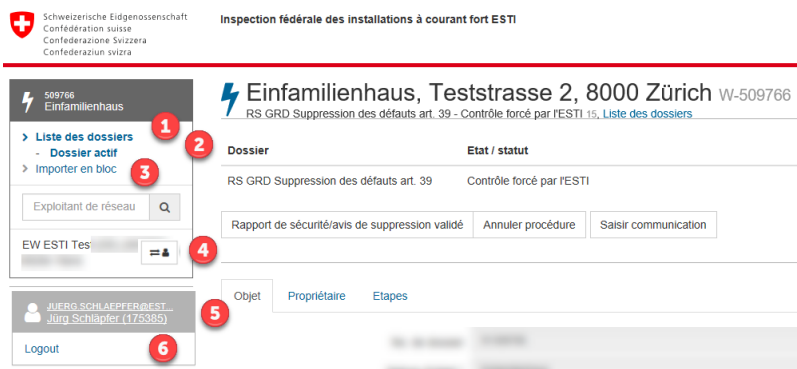 Schweizerische Eidgenossenschaft
Confédération suisse
Confederazione Svizzera
Confederaziun svizra
Inspection fédérale des installations à courant fort ESTI
509766
Einfamilienhaus
1
Liste des dossiers
- Dossier actif
2
Importer en bloc
3
Exploitant de réseau
EW ESTI
4
JUERG.SCHLAEPFER@EST...
Jürg Schläpfer (175385)
5
Logout
6
Einfamilienhaus, Teststrasse 2, 8000 Zürich W-509766
RS GRD Suppression des défauts art. 39 - Contrôle forcé par l'ESTI 15, Liste des dossiers
Dossier Etat / statut
RS GRD Suppression des défauts art. 39 Contrôle forcé par l'ESTI
Rapport de sécurité/avis de suppression validé Annuler procédure Saisir communication
Objet Propriétaire Etapes